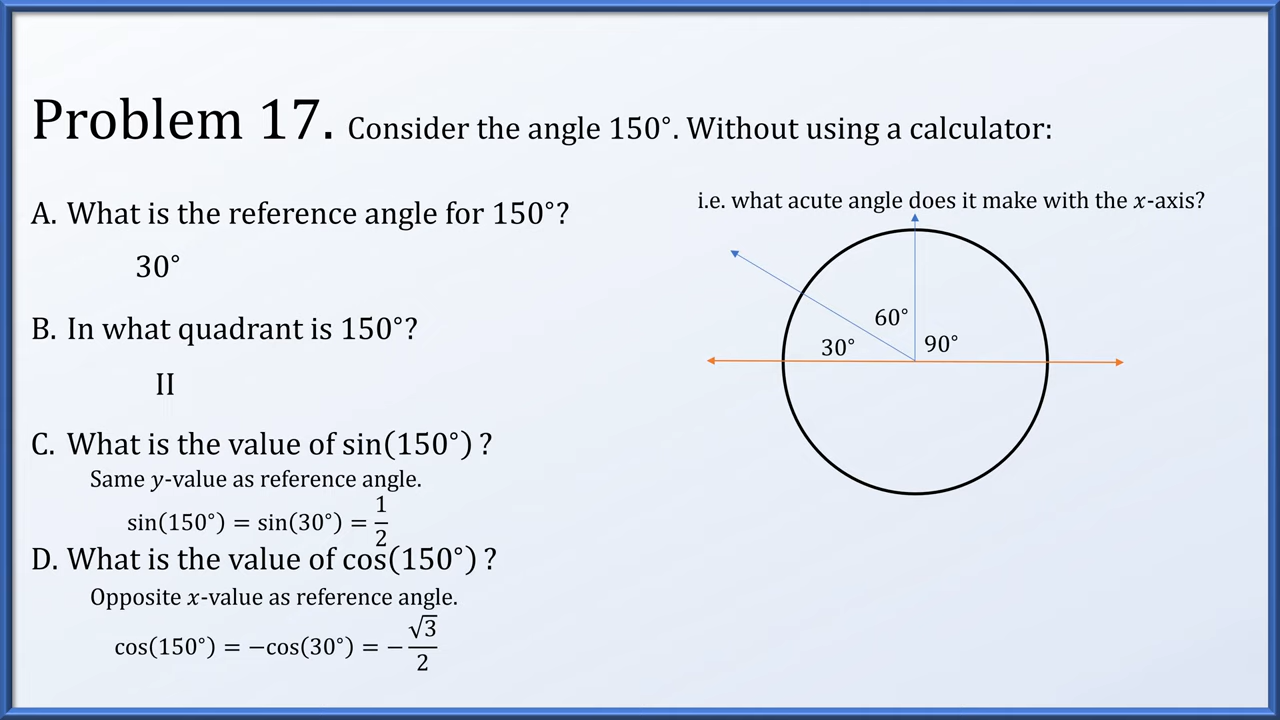 Problem 17. Consider the angle 150°. Without using a calculator:
A. What is the reference angle for 150°?
i.e. what acute angle does it make with the x-axis?
30°
B. In what quadrant is 150°?
II
C. What is the value of sin(150°) ?
Same y-value as reference angle.
sin(150°) = sin(30°) = 1/2
D. What is the value of cos(150°) ?
Opposite x-value as reference angle.
cos(150°) = −cos(30°) = −√3/2
60°
30°
90°